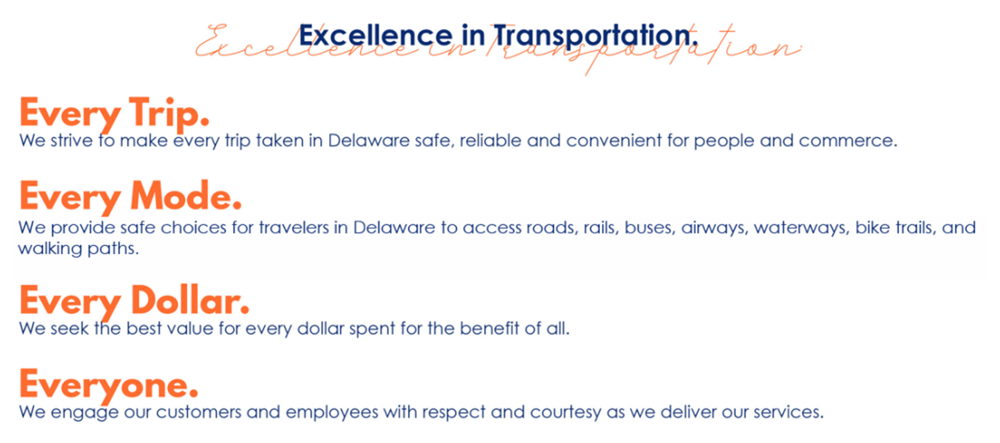 Excellence in Transportation.
Excellence in Transportation.
Every Trip.
We strive to make every trip taken in Delaware safe, reliable and convenient for people and commerce.
Every Mode.
We provide safe choices for travelers in Delaware to access roads, rails, buses, airways, waterways, bike trails, and
walking paths.
Every Dollar.
We seek the best value for every dollar spent for the benefit of all.
Everyone.
We engage our customers and employees with respect and courtesy as we deliver our services.